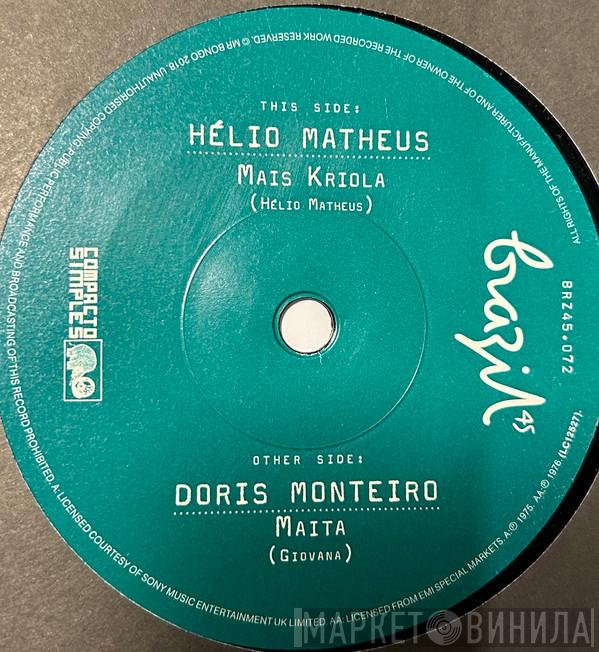 THIS SIDE:
HÉLIO MATHEUS
MAIS KRIOLA
(HÉLIO MATHEUS)
OTHER SIDE:
DORIS MONTEIRO
MAITA
(GIOVANA)
COMPACTO
SIMPLES
brazil 45
BRZ45.072
ALL RIGHTS OF THE MANUFACTURER AND OF THE OWNER OF THE RECORDED WORK RESERVED. © MR BONGO 2018. UNAUTHORISED COPYING, PUBLIC PERFORMANCE AND BROADCASTING OF THIS RECORD PROHIBITED. A: LICENSED COURTESY OF SONY MUSIC ENTERTAINMENT UK LIMITED. AA: LICENSED FROM EMI SPECIAL MARKETS. A: ℗ 1975. AA: ℗ 1976. (LC12527).
МАРКЕТ ВИНИЛА